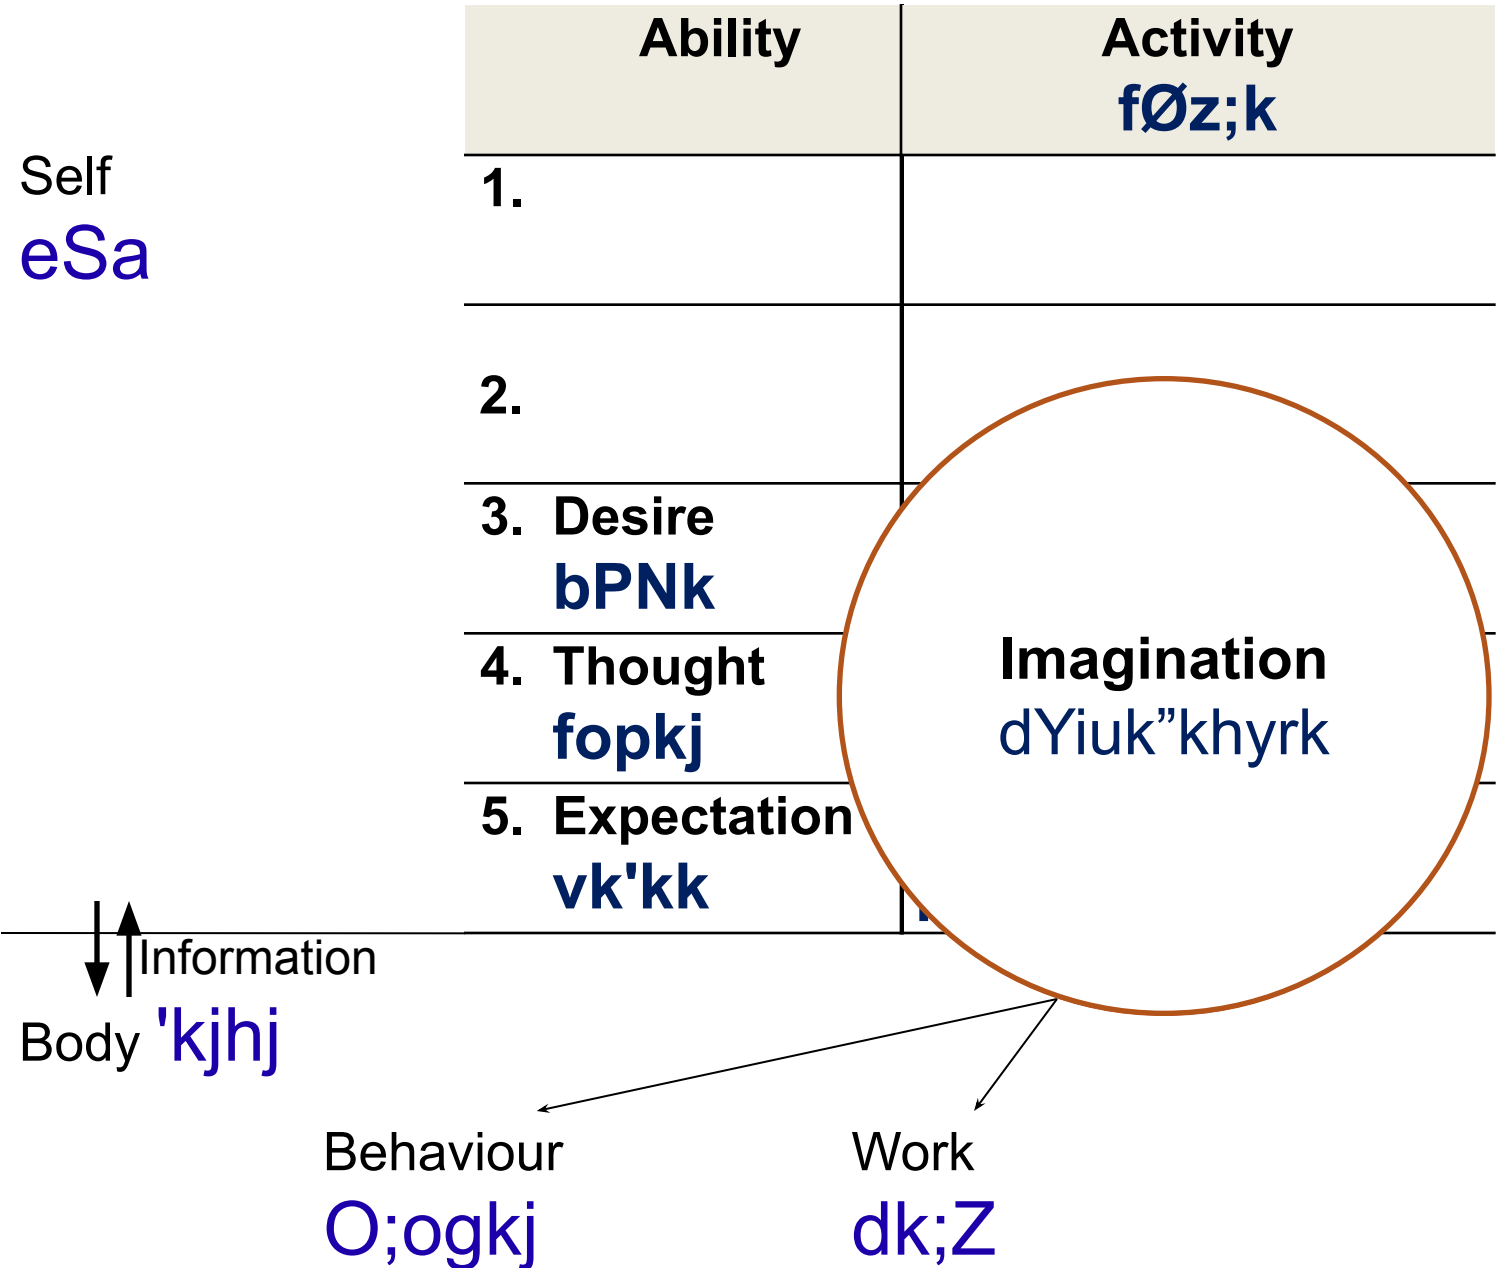 Ability
Activity
fØz;k
Self
eSa
1.
2.
3. Desire
bPNk
4. Thought
fopkj
Imagination
dYiuk”khyrk
5. Expectation
vk'kk
Information
Body 'kjhj
Behaviour
O;ogkj
Work
dk;Z